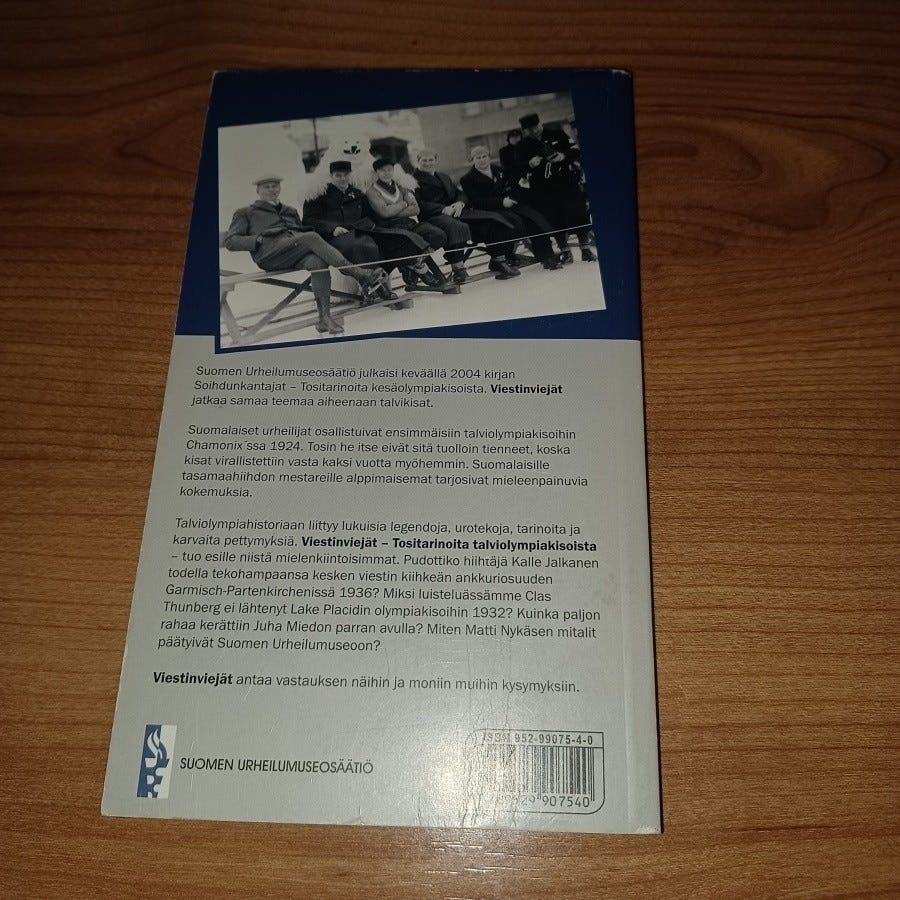 Suomen Urheilumuseosäätiö julkaisi keväällä 2004 kirjan
Soihdunkantajat – Tositarinoita kesäolympiakisoista. Viestinviejät
jatkaa samaa teemaa aiheenaan talvikisat.
Suomalaiset urheilijat osallistuivat ensimmäisiin talviolympiakisoihin
Chamonix´ssa 1924. Tosin he itse eivät sitä tuolloin tienneet, koska
kisat virallistettiin vasta kaksi vuotta myöhemmin. Suomalaisille
tasamaahiihdon mestareille alppimaisemat tarjosivat mieleenpainuvia
kokemuksia.
Talviolympiahistoriaan liittyy lukuisia legendoja, urotekoja, tarinoita ja
karvaita pettymyksiä. Viestinviejät – Tositarinoita talviolympiakisoista
– tuo esille niistä mielenkiintoisimmat. Pudottiko hiihtäjä Kalle Jalkanen
todella tekohampaansa kesken viestin kiihkeän ankkuriosuuden
Garmisch-Partenkirchenissä 1936? Miksi luisteluässämme Clas
Thunberg ei lähtenyt Lake Placidin olympiakisoihin 1932? Kuinka paljon
rahaa kerättiin Juha Miedon parran avulla? Miten Matti Nykäsen mitalit
päätyivät Suomen Urheilumuseoon?
Viestinviejät antaa vastauksen näihin ja moniin muihin kysymyksiin.
SUOMEN URHEILUMUSEOSÄÄTIÖ
ISBN 952-99075-4-0
907540